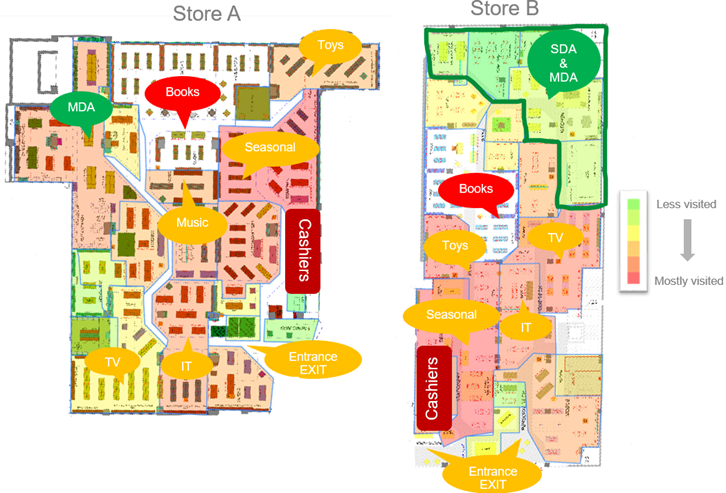 Store A
Store B
Toys
MDA
Books
Seasonal
Music
Cashiers
TV
IT
Entrance
EXIT
SDA
&
MDA
Books
Toys
TV
Seasonal
IT
Cashiers
Entrance
EXIT
Less visited
Mostly visited